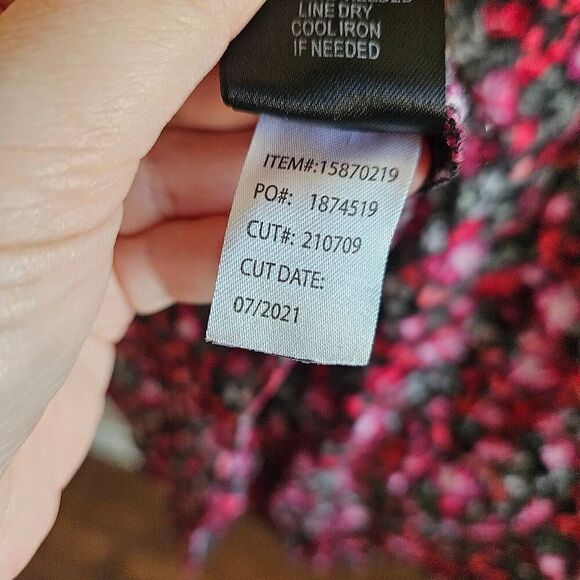 LINE DRY
COOL IRON
IF NEEDED
ITEM#:15870219
PO#: 1874519
CUT#: 210709
CUT DATE:
07/2021